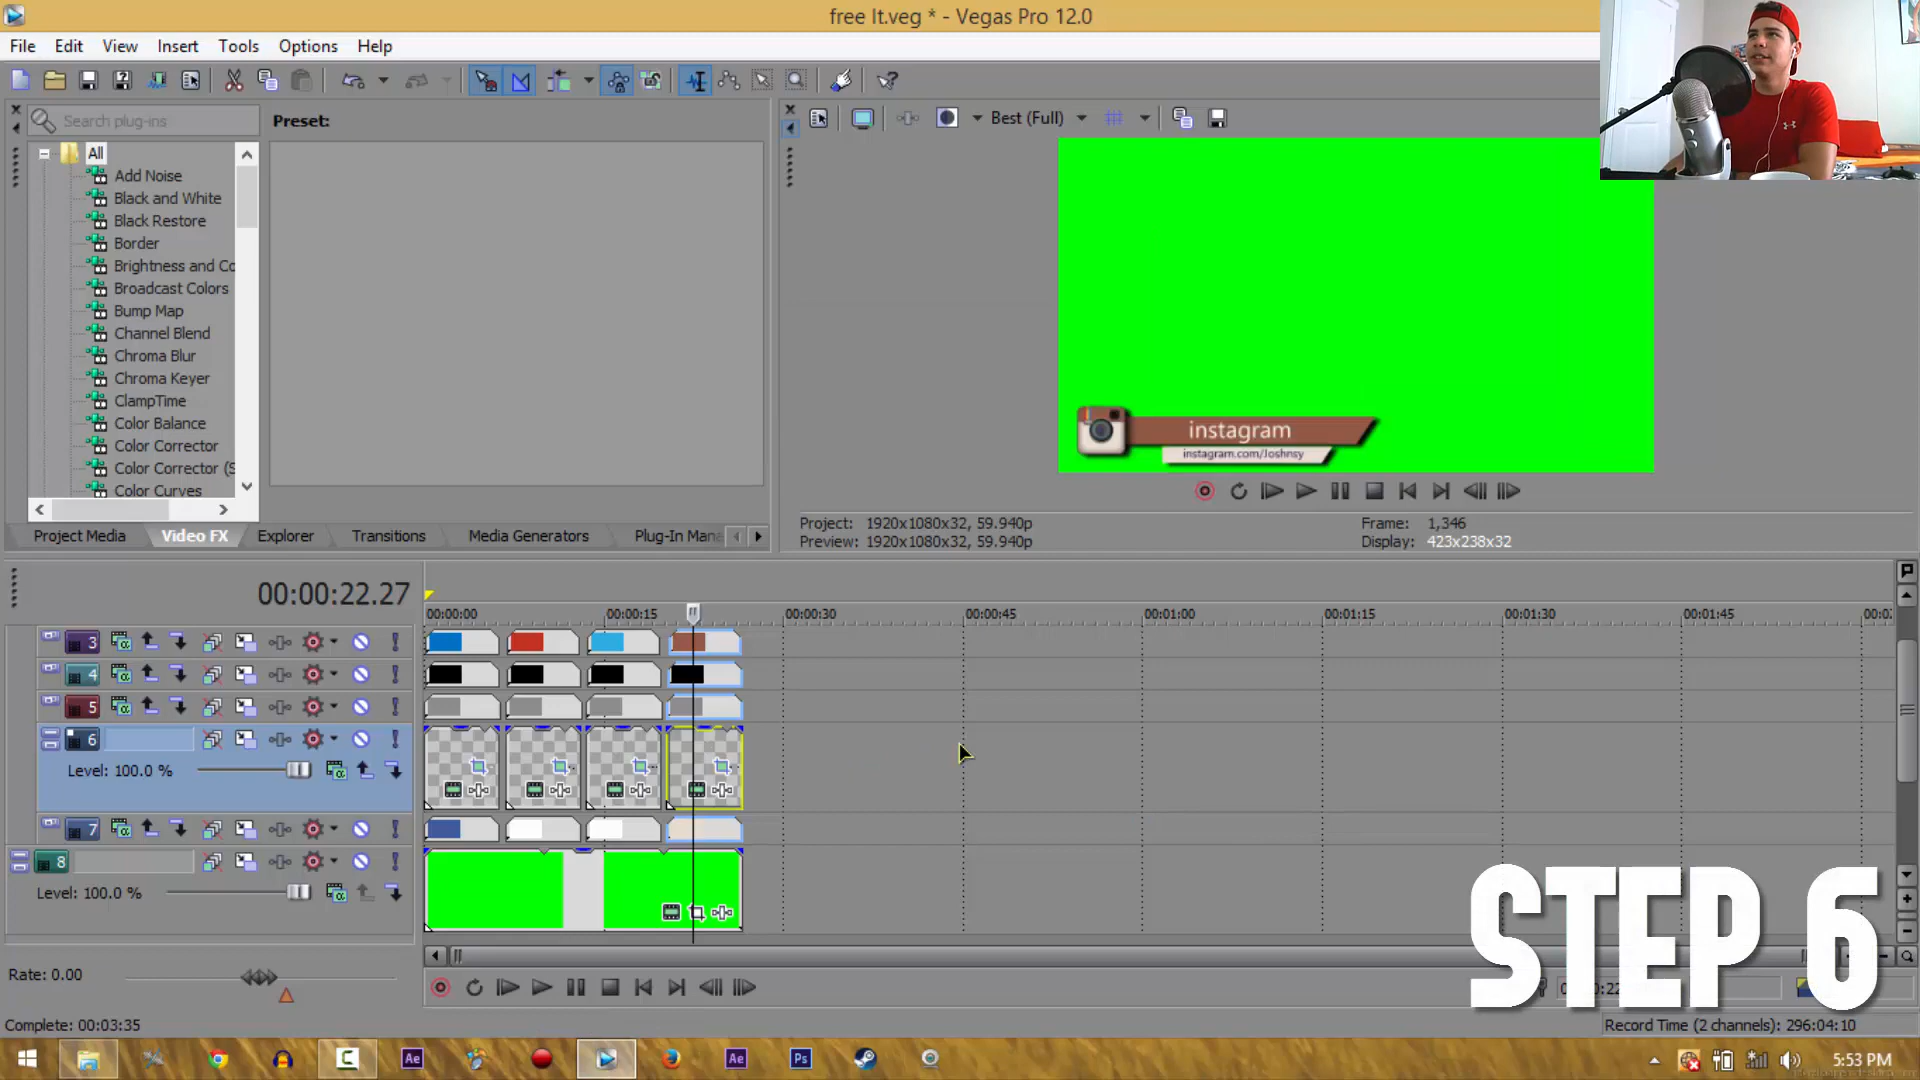 free lt.veg * - Vegas Pro 12.0
File Edit View Insert Tools Options Help
Search plug-ins
Preset:
Best (Full)
All
Add Noise
Black and White
Black Restore
Border
Brightness and Co
Broadcast Colors
Bump Map
Channel Blend
Chroma Blur
Chroma Keyer
ClampTime
Color Balance
Color Corrector
Color Corrector (S
Color Curves
instagram
instagram.com/Joshnsy
Project Media Video FX Explorer Transitions Media Generators Plug-In Mana
Project: 1920x1080x32, 59.940p
Preview: 1920x1080x32, 59.940p
Frame: 1,346
Display: 423x238x32
00:00:22.27
00:00:00 00:00:15 00:00:30 00:00:45 00:01:00 00:01:15 00:01:30 00:01:45 00:0
3
4
5
6
Level: 100.0 %
7
8
Level: 100.0 %
STEP 6
Rate: 0.00
Complete: 00:03:35
Record Time (2 channels): 296:04:10
Ae Ae Ps
5:53 PM